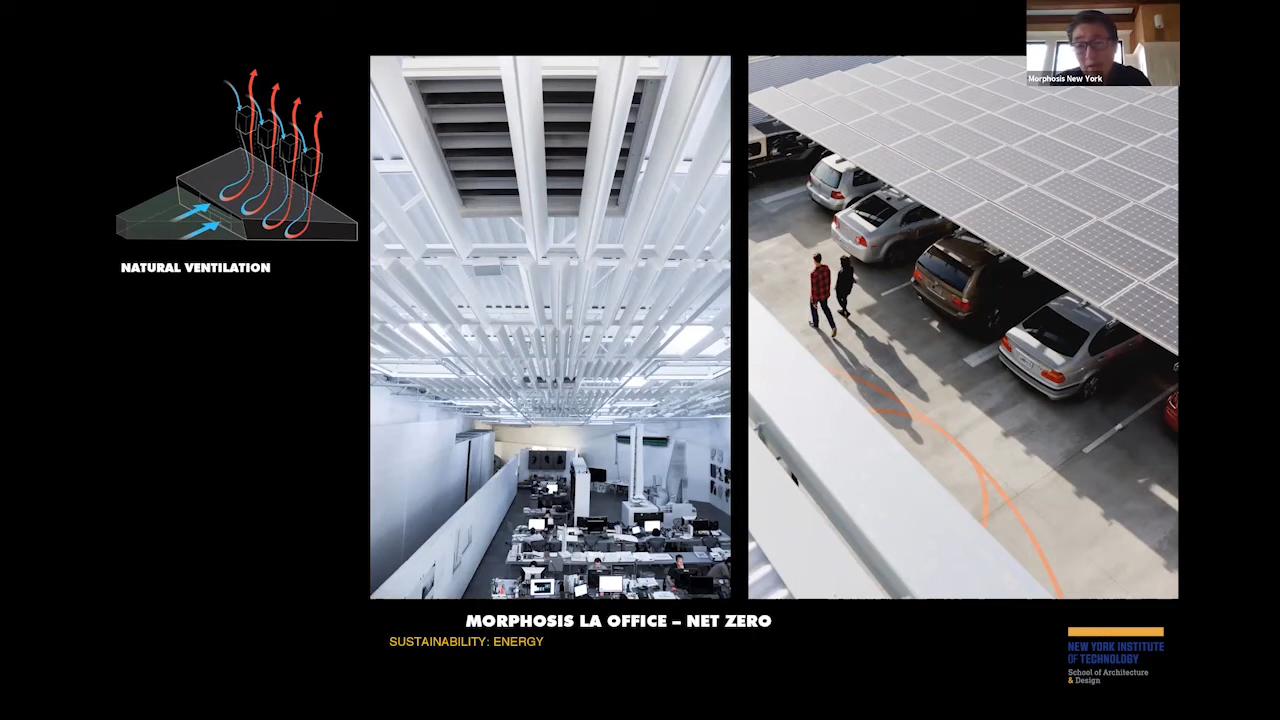 Morphosis New York
NATURAL VENTILATION
MORPHOSIS LA OFFICE – NET ZERO
SUSTAINABILITY: ENERGY
NEW YORK INSTITUTE
OF TECHNOLOGY
School of Architecture
& Design